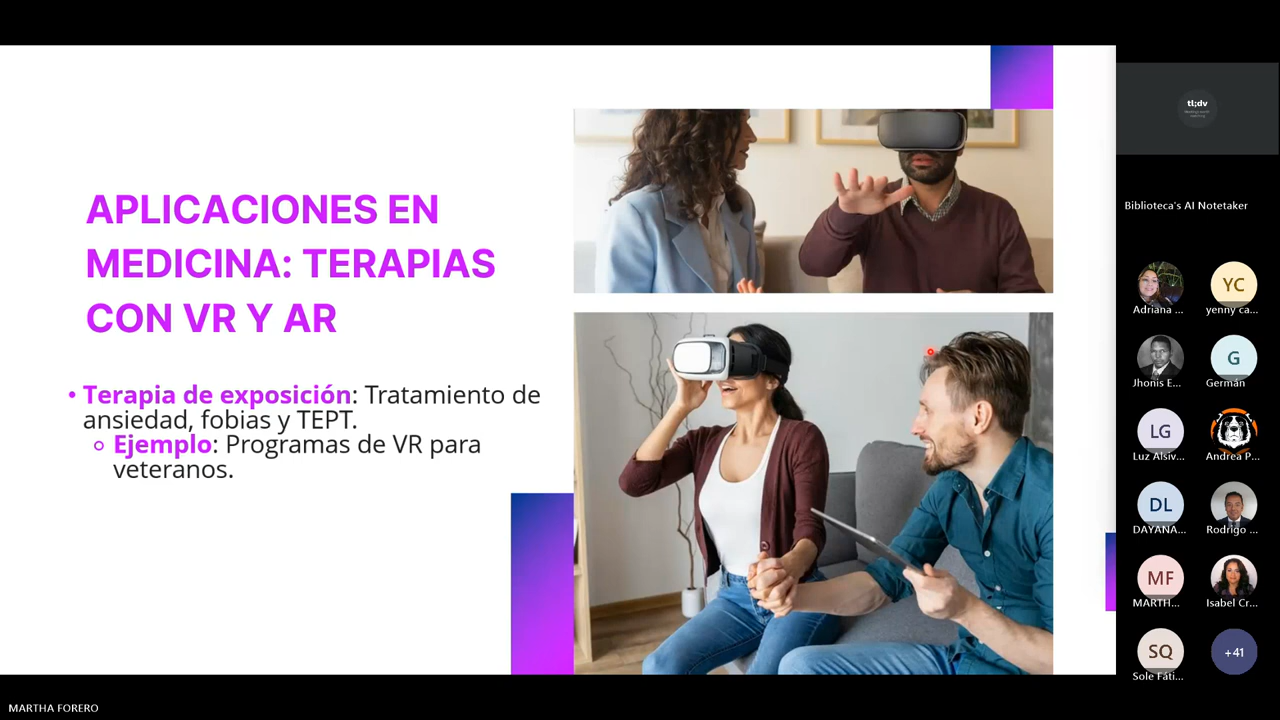 APLICACIONES EN
MEDICINA: TERAPIAS
CON VR Y AR
• Terapia de exposición: Tratamiento de
ansiedad, fobias y TEPT.
Ejemplo: Programas de VR para
veteranos.
tl;dv
Biblioteca's AI Notetaker
Adriana ...
YC
yenny ca...
Jhonis E...
G
Germán
LG
Luz Alsiv...
Andrea P...
DL
DAYANA...
Rodrigo ...
MF
MARTH...
Isabel Cr...
SQ
Sole Fáti...
+41
MARTHA FORERO